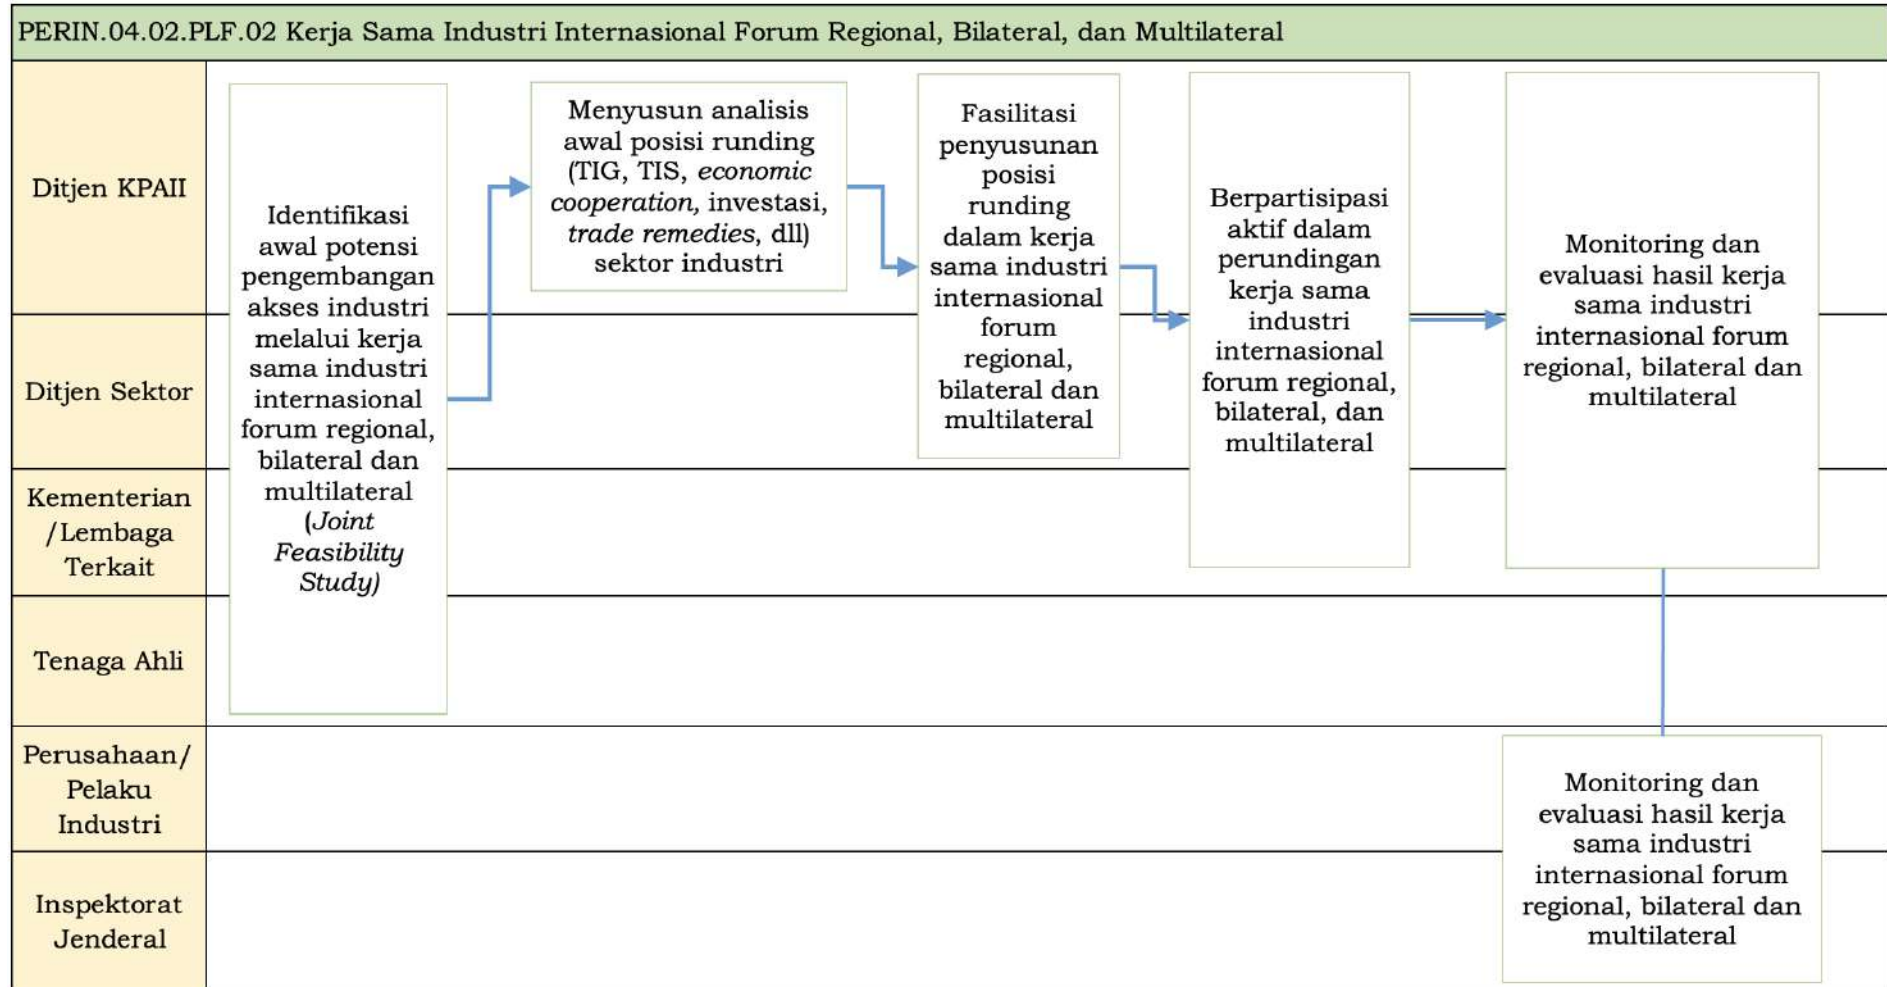 PERIN.04.02.PLF.02 Kerja Sama Industri Internasional Forum Regional, Bilateral, dan Multilateral
Ditjen KPAII
Identifikasi
awal potensi
pengembangan
akses industri
melalui kerja
sama industri
internasional
forum regional,
bilateral dan
multilateral
(Joint
Feasibility
Study)
Menyusun analisis
awal posisi runding
(TIG, TIS, economic
cooperation, investasi,
trade remedies, dll)
sektor industri
Fasilitasi
penyusunan
posisi
runding
dalam kerja
sama industri
internasional
forum
regional,
bilateral dan
multilateral
Berpartisipasi
aktif dalam
perundingan
kerja sama
industri
internasional
forum regional,
bilateral, dan
multilateral
Monitoring dan
evaluasi hasil kerja
sama industri
internasional forum
regional, bilateral dan
multilateral
Ditjen Sektor
Kementerian
/Lembaga
Terkait
Tenaga Ahli
Perusahaan/
Pelaku
Industri
Monitoring dan
evaluasi hasil kerja
sama industri
internasional forum
regional, bilateral dan
multilateral
Inspektorat
Jenderal